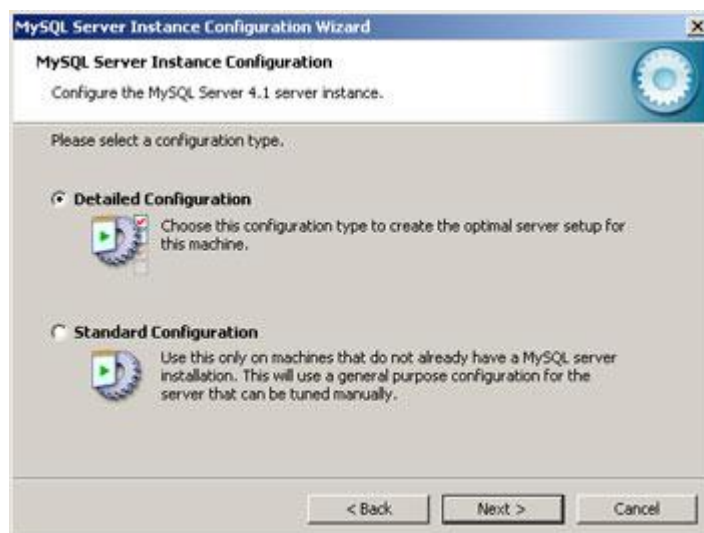 MySQL Server Instance Configuration Wizard
MySQL Server Instance Configuration
Configure the MySQL Server 4.1 server instance.
Please select a configuration type.
Detailed Configuration
Choose this configuration type to create the optimal server setup for
this machine.
Standard Configuration
Use this only on machines that do not already have a MySQL server
installation. This will use a general purpose configuration for the
server that can be tuned manually.
< Back
Next >
Cancel